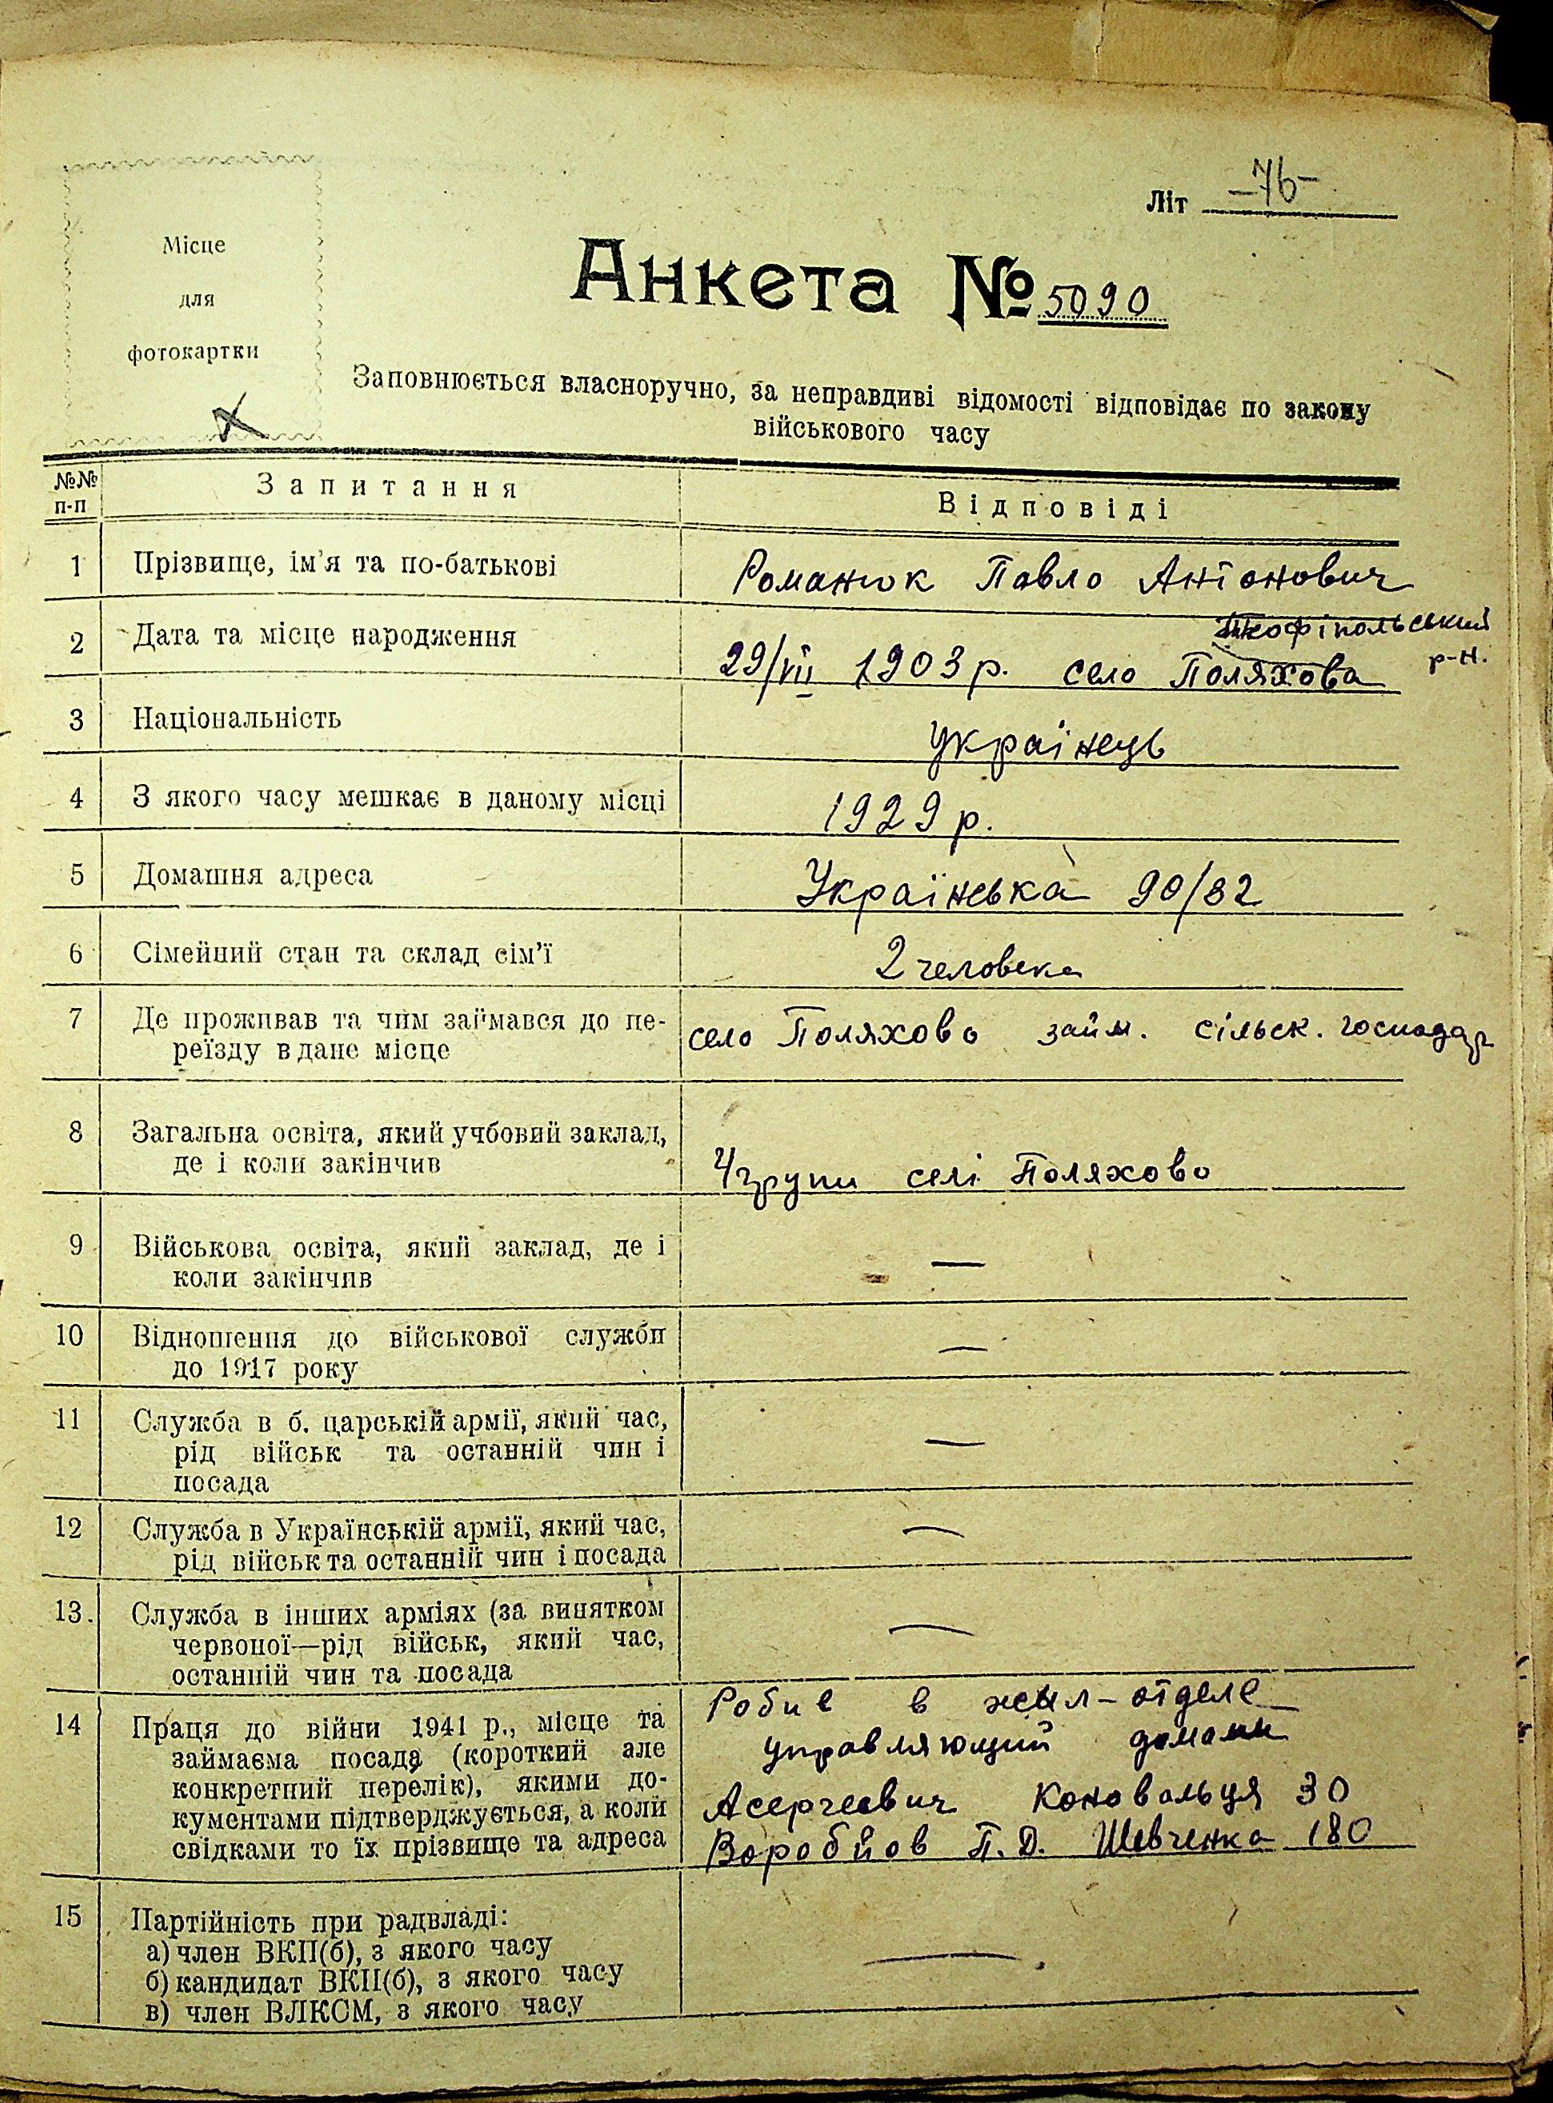 Літ -76-
Місце
для
фотокартки
Анкета № 5090
Заповнюється власноручно, за неправдиві відомості відповідає по закону
військового часу
№№ п-п
Запитання
Відповіді
1 Прізвище, ім'я та по-батькові
Романюк Павло Антонович
2 Дата та місце народження
29/VII 1903 р. село Поляхова
р-н.
3 Національність
Українець
4 З якого часу мешкає в даному місці
1929 р.
5 Домашня адреса
Українська 90/82
6 Сімейний стан та склад сім'ї
2 человека
7 Де проживав та чим займався до пе-
реїзду в дане місце
село Поляхово займ. сільск. господар
8 Загальна освіта, який учбовий заклад,
де і коли закінчив
4 групи селі Поляхово
9 Військова освіта, який заклад, де і
коли закінчив
—
10 Відношення до військової служби
до 1917 року
—
11 Служба в б. царській армії, який час,
рід військ та останній чин і
посада
—
12 Служба в Українській армії, який час,
рід військ та останній чин і посада
—
13. Служба в інших арміях (за винятком
червоної—рід військ, який час,
останній чин та посада
—
14 Праця до війни 1941 р., місце та
займаєма посада (короткий але
конкретний перелік), якими до-
кументами підтверджується, а коли
свідками то їх прізвище та адреса
Робив в жил-отделе
управляющий домами
Асергеевич Коновальця 30
Воробйов П. Д. Шевченка 180
15 Партійність при радвладі:
а) член ВКП(б), з якого часу
б) кандидат ВКП(б), з якого часу
в) член ВЛКСМ, з якого часу
—